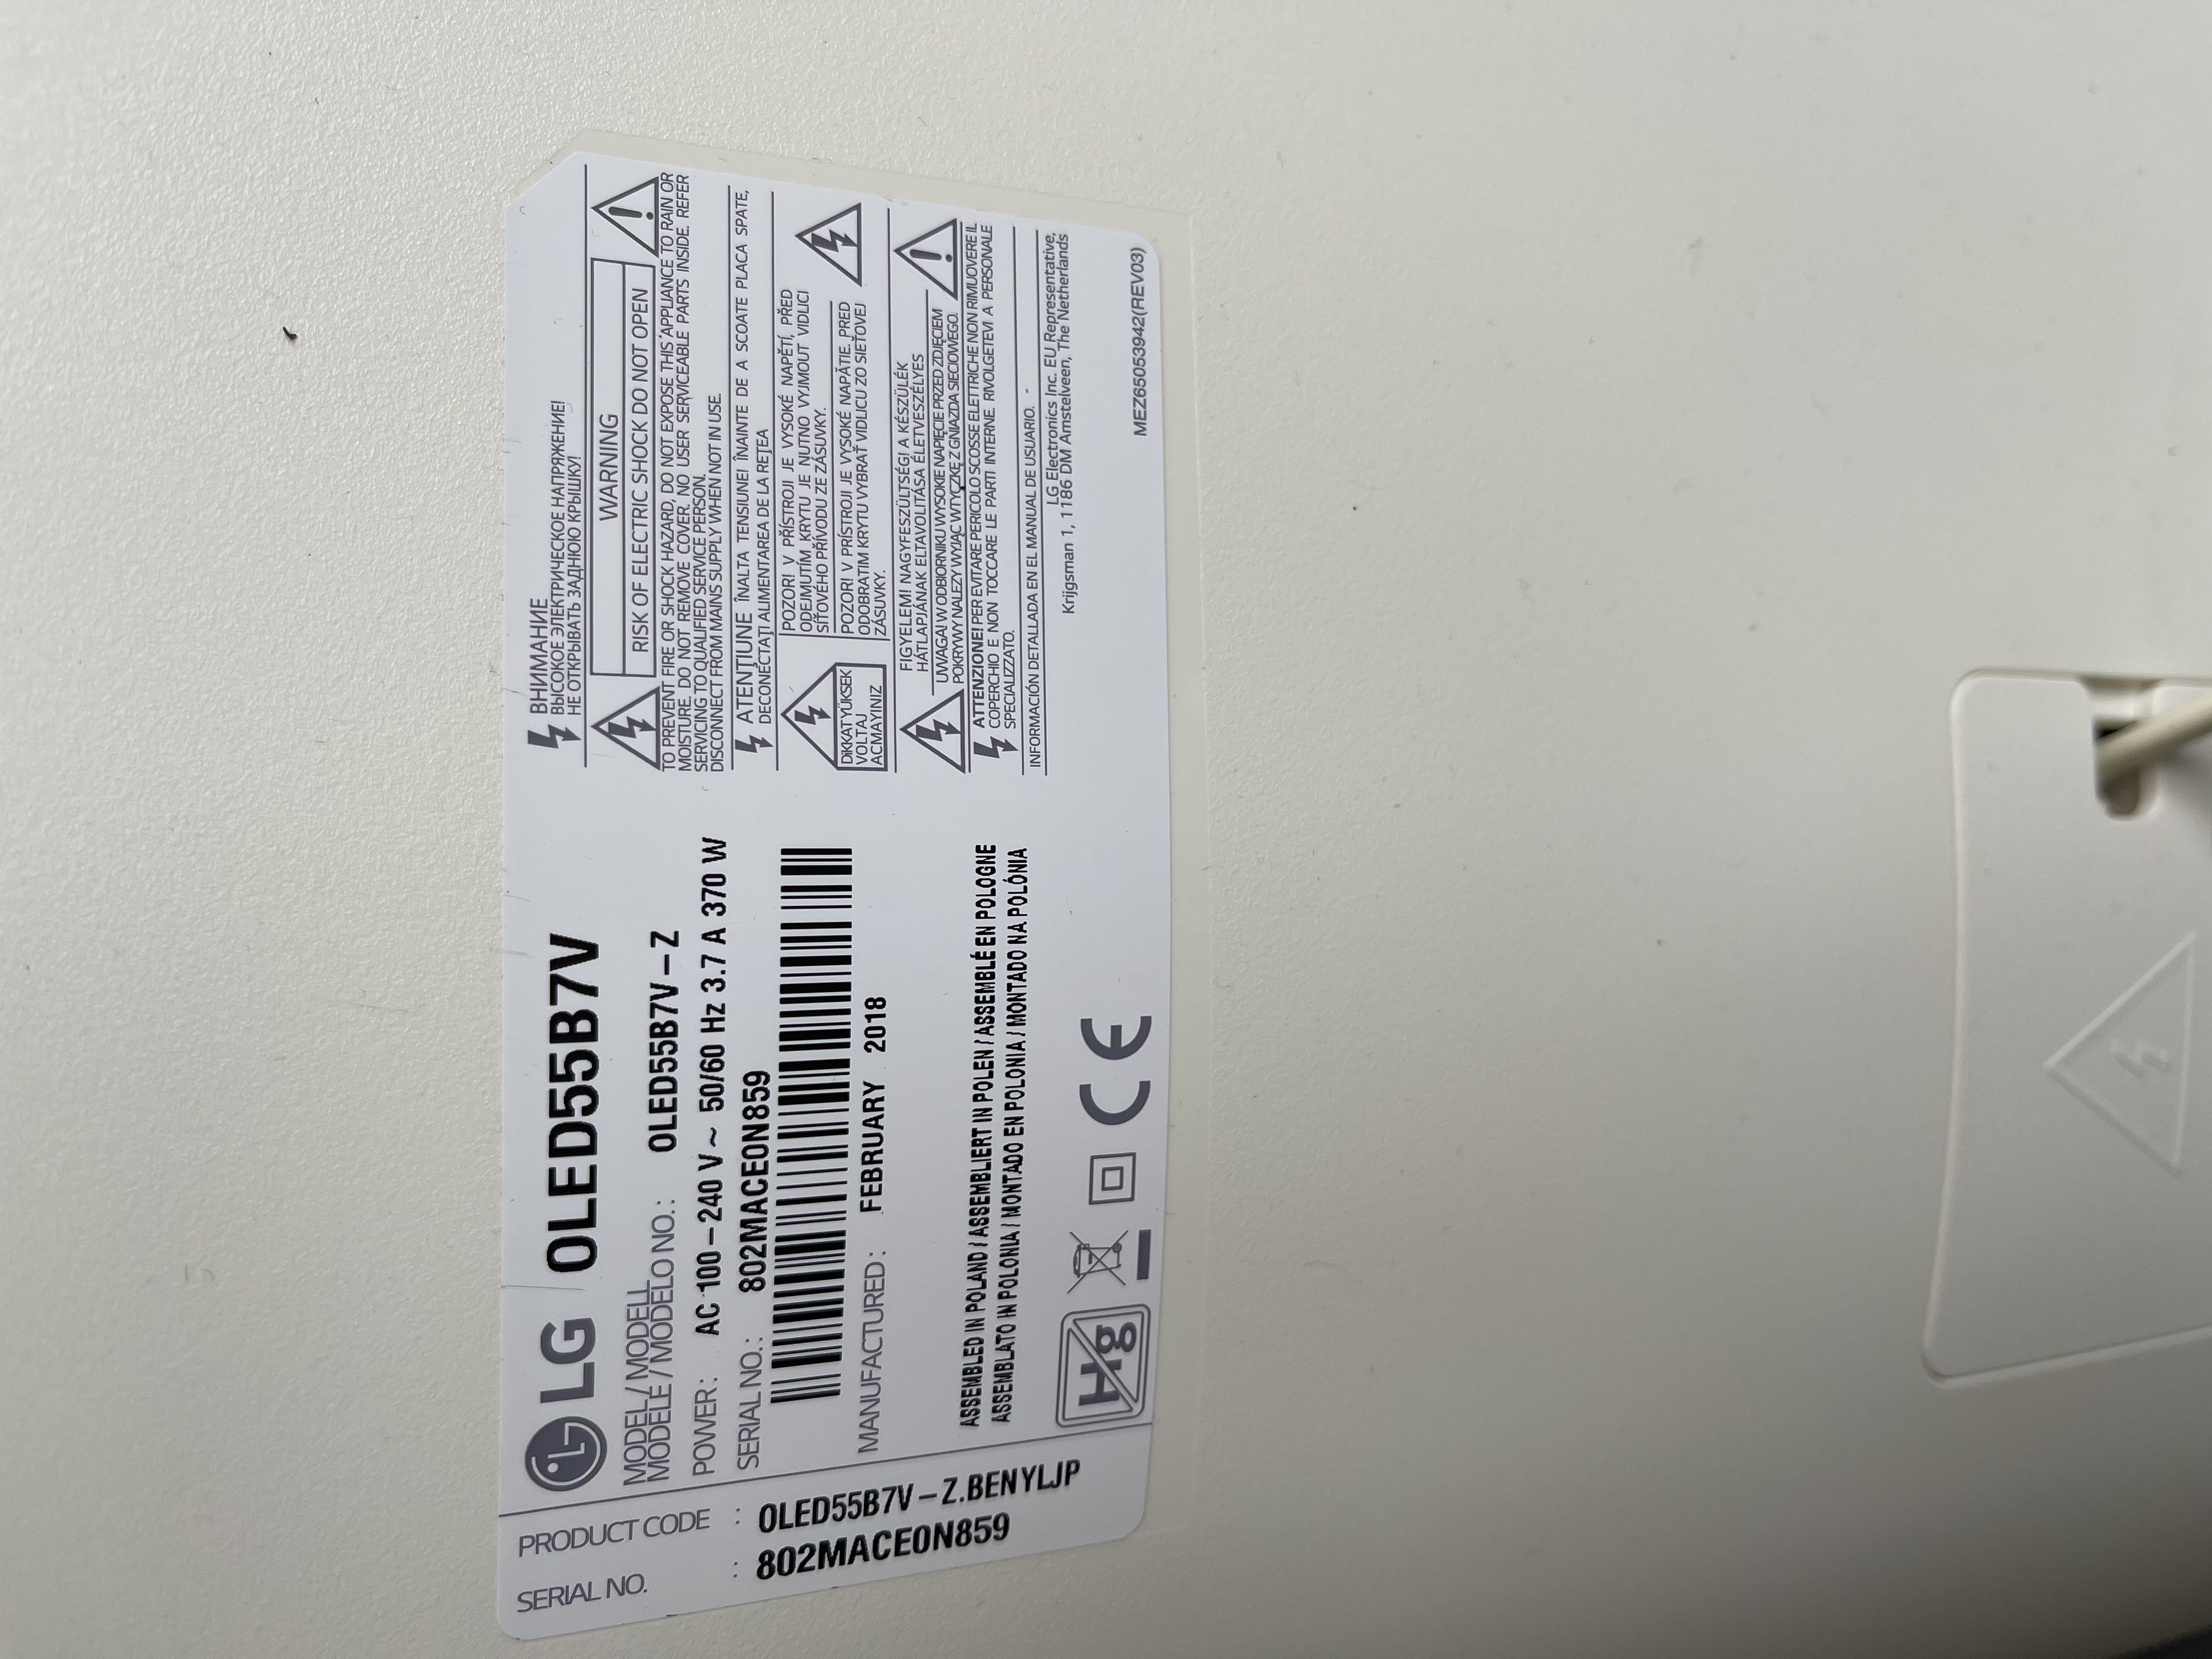 LG OLED55B7V
MODEL / MODELL
MODELE / MODELO NO. : OLED55B7V-Z
POWER : AC 100-240 V ~ 50/60 Hz 3.7 A 370 W
SERIAL NO. : 802MACE0N859
MANUFACTURED : FEBRUARY 2018
ASSEMBLED IN POLAND / ASSEMBLIERT IN POLEN / ASSEMBLÉ EN POLOGNE
ASSEMBLATO IN POLONIA / MONTADO EN POLONIA / MONTADO NA POLÓNIA
Hg
CE
PRODUCT CODE : OLED55B7V-Z.BENYLJP
SERIAL NO. : 802MACE0N859
ВНИМАНИЕ
ВЫСОКОЕ ЭЛЕКТРИЧЕСКОЕ НАПРЯЖЕНИЕ!
НЕ ОТКРЫВАТЬ ЗАДНЮЮ КРЫШКУ!
WARNING
RISK OF ELECTRIC SHOCK DO NOT OPEN
TO PREVENT FIRE OR SHOCK HAZARD, DO NOT EXPOSE THIS APPLIANCE TO RAIN OR
MOISTURE. DO NOT REMOVE COVER. NO USER SERVICEABLE PARTS INSIDE. REFER
SERVICING TO QUALIFIED SERVICE PERSON.
DISCONNECT FROM MAINS SUPPLY WHEN NOT IN USE.
ATENŢIUNE ÎNALTA TENSIUNE! ÎNAINTE DE A SCOATE PLACA SPATE,
DECONECTAŢI ALIMENTAREA DE LA REŢEA
DİKKAT YÜKSEK
VOLTAJ
ACMAYINIZ
POZOR! V PŘÍSTROJI JE VYSOKÉ NAPĚTÍ, PŘED
ODEJMUTÍM KRYTU JE NUTNO VYJMOUT VIDLICI
SÍŤOVÉHO PŘÍVODU ZE ZÁSUVKY.
POZOR! V PRÍSTROJI JE VYSOKÉ NAPÄTIE. PRED
ODOBRATIM KRYTU VYBRAŤ VIDLICU ZO SIEŤOVEJ
ZÁSUVKY.
FIGYELEM! NAGYFESZÜLTSÉG! A KÉSZÜLÉK
HÁTLAPJÁNAK ELTAVOLITÁSA ÉLETVESZÉLYES
UWAGA! W ODBIORNIKU WYSOKIE NAPIĘCIE PRZED ZDJĘCIEM
POKRYWY NALEZY WYJĄC WTYCZKĘ Z GNIAZDA SIECIOWEGO.
ATTENZIONE! PER EVITARE PERICOLO SCOSSE ELETTRICHE NON RIMUOVERE IL
COPERCHIO E NON TOCCARE LE PARTI INTERNE. RIVOLGETEVI A PERSONALE
SPECIALIZZATO.
INFORMACIÓN DETALLADA EN EL MANUAL DE USUARIO.
LG Electronics Inc. EU Representative,
Krijgsman 1, 1186 DM Amstelveen, The Netherlands
MEZ65053942(REV03)